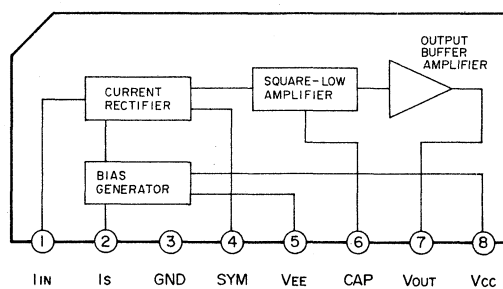 OUTPUT
BUFFER
AMPLIFIER
CURRENT
RECTIFIER
SQUARE-LOW
AMPLIFIER
BIAS
GENERATOR
1 2 3 4 5 6 7 8
IIN IS GND SYM VEE CAP VOUT VCC